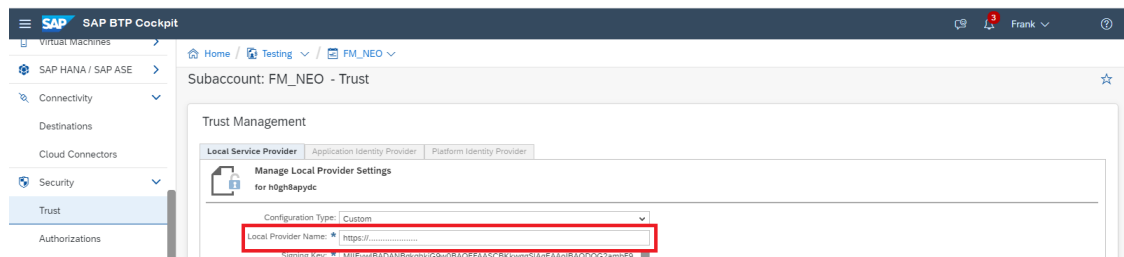 SAP SAP BTP Cockpit 3 Frank
Virtual Machines
Home / Testing / FM_NEO
SAP HANA / SAP ASE
Subaccount: FM_NEO - Trust
Connectivity
Destinations
Trust Management
Cloud Connectors
Local Service Provider Application Identity Provider Platform Identity Provider
Manage Local Provider Settings
Security
for h0gh8apydc
Trust
Configuration Type: Custom
Local Provider Name: * https://.....................
Authorizations
Signing Key: *